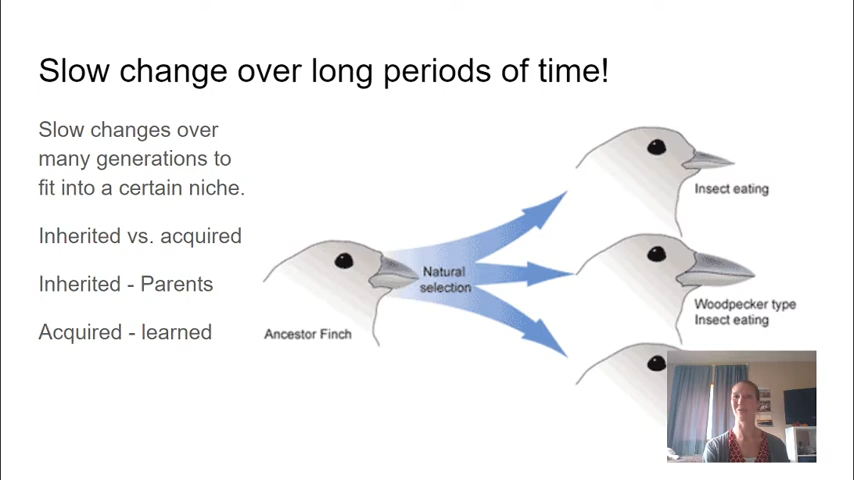 Slow change over long periods of time!
Slow changes over
many generations to
fit into a certain niche.
Inherited vs. acquired
Inherited - Parents
Acquired - learned
Ancestor Finch
Natural
selection
Insect eating
Woodpecker type
Insect eating